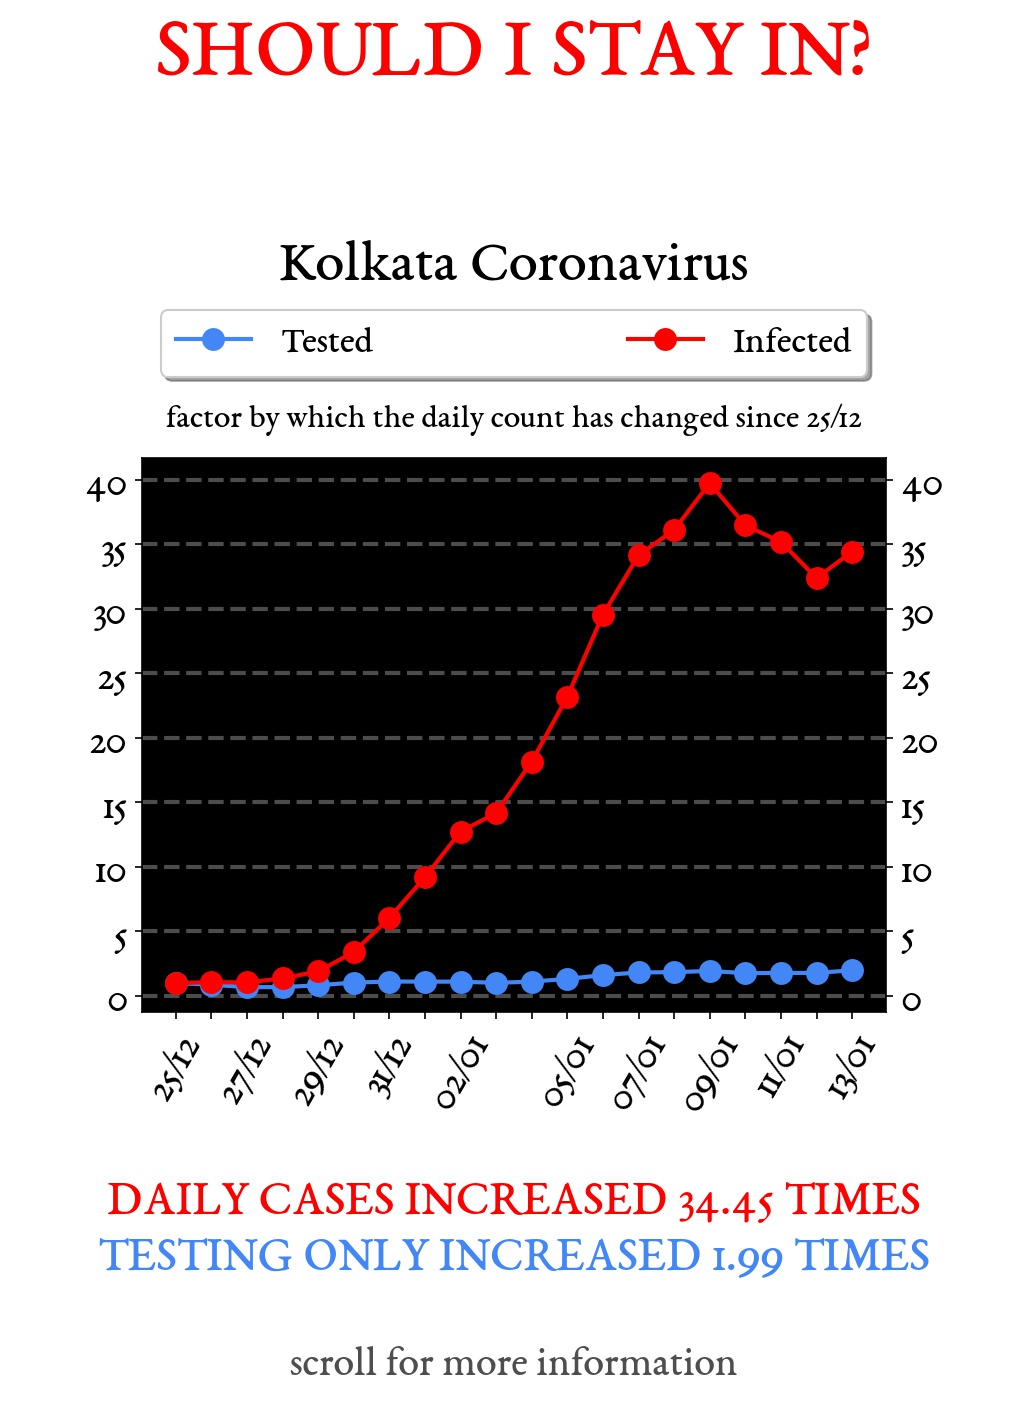 SHOULD I STAY IN?
Kolkata Coronavirus
Tested Infected
factor by which the daily count has changed since 25/12
40 40
35 35
30 30
25 25
20 20
15 15
10 10
5 5
0 0
25/12 27/12 29/12 31/12 02/01 05/01 07/01 09/01 11/01 13/01
DAILY CASES INCREASED 34.45 TIMES
TESTING ONLY INCREASED 1.99 TIMES
scroll for more information